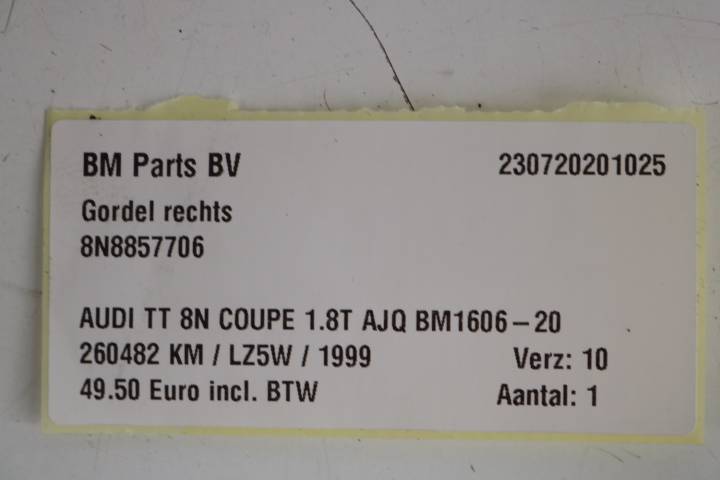 BM Parts BV 230720201025
Gordel rechts
8N8857706
AUDI TT 8N COUPE 1.8T AJQ BM1606-20
260482 KM / LZ5W / 1999 Verz: 10
49.50 Euro incl. BTW Aantal: 1